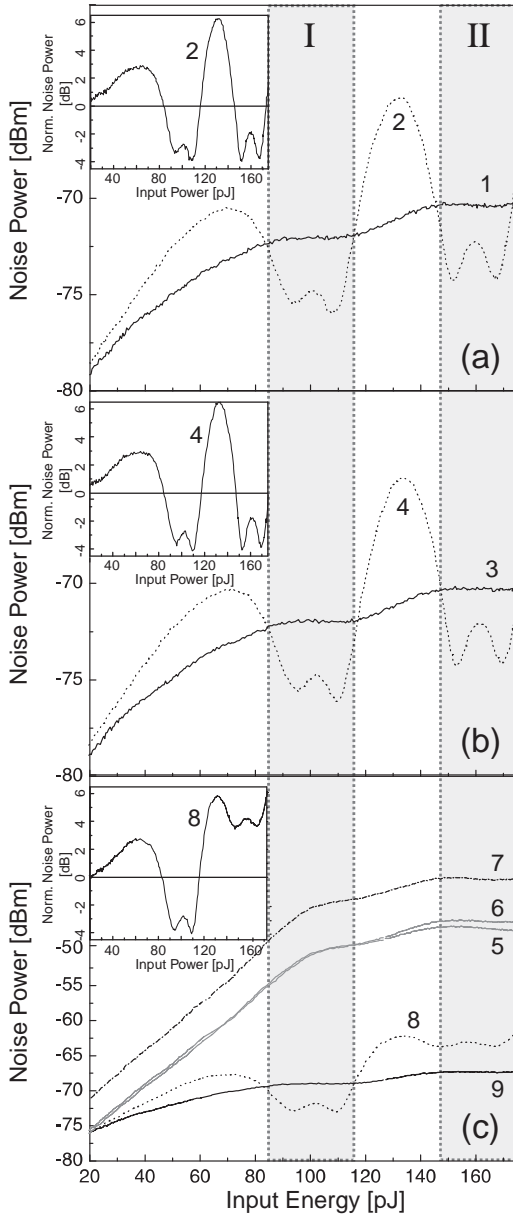 I II
6
4
2
0
-2
4
Norm. Noise Power
[dB]
2
40 80 120 160
Input Power [pJ]
2
1
-70
-75
-80
Noise Power [dBm]
(a)
6
4
2
0
-2
-4
Norm. Noise Power
[dB]
4
40 80 120 160
Input Power [pJ]
4
3
-70
-75
-80
Noise Power [dBm]
(b)
6
4
2
0
-2
-4
Norm. Noise Power
[dB]
8
40 80 120 160
Input Power [pJ]
7
6
5
8
9
-50
-55
-60
-65
-70
-75
-80
Noise Power [dBm]
(c)
20 40 60 80 100 120 140 160
Input Energy [pJ]